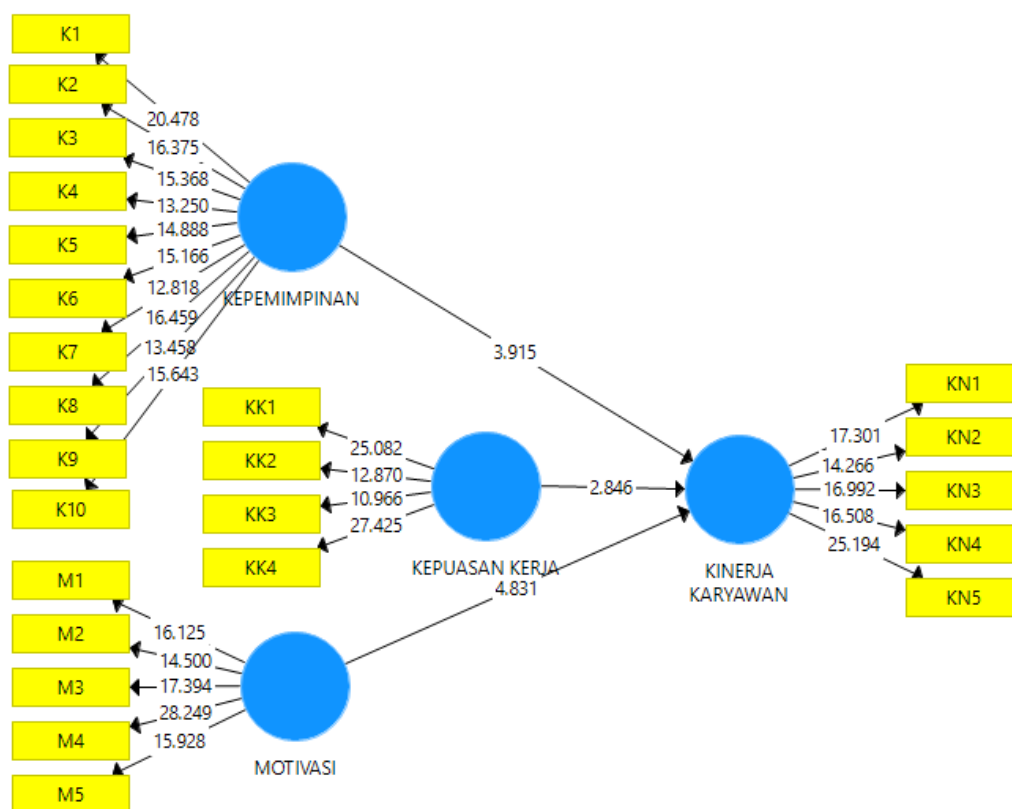 K1
K2
K3
K4
K5
K6
K7
K8
K9
K10
20.478
16.375
15.368
13.250
14.888
15.166
12.818
16.459
13.458
15.643
KEPEMIMPINAN
3.915
KK1
KK2
KK3
KK4
25.082
12.870
10.966
27.425
KEPUASAN KERJA
2.846
4.831
KINERJA
KARYAWAN
17.301
14.266
16.992
16.508
25.194
KN1
KN2
KN3
KN4
KN5
M1
M2
M3
M4
M5
16.125
14.500
17.394
28.249
15.928
MOTIVASI